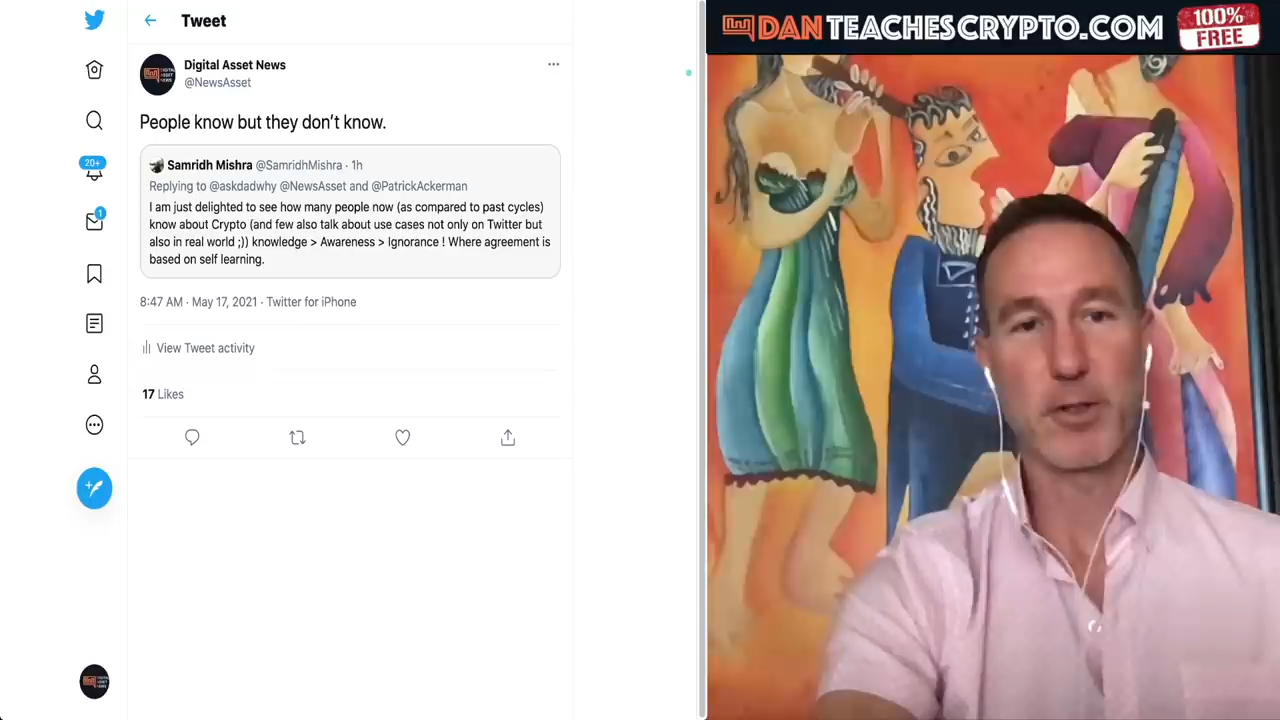 Tweet
Digital Asset News
@NewsAsset
People know but they don’t know.
Samridh Mishra @SamridhMishra · 1h
Replying to @askdadwhy @NewsAsset and @PatrickAckerman
I am just delighted to see how many people now (as compared to past cycles)
know about Crypto (and few also talk about use cases not only on Twitter but
also in real world ;)) knowledge > Awareness > Ignorance ! Where agreement is
based on self learning.
8:47 AM · May 17, 2021 · Twitter for iPhone
View Tweet activity
17 Likes
20+
1
DANTEACHESCRYPTO.COM
100%
FREE